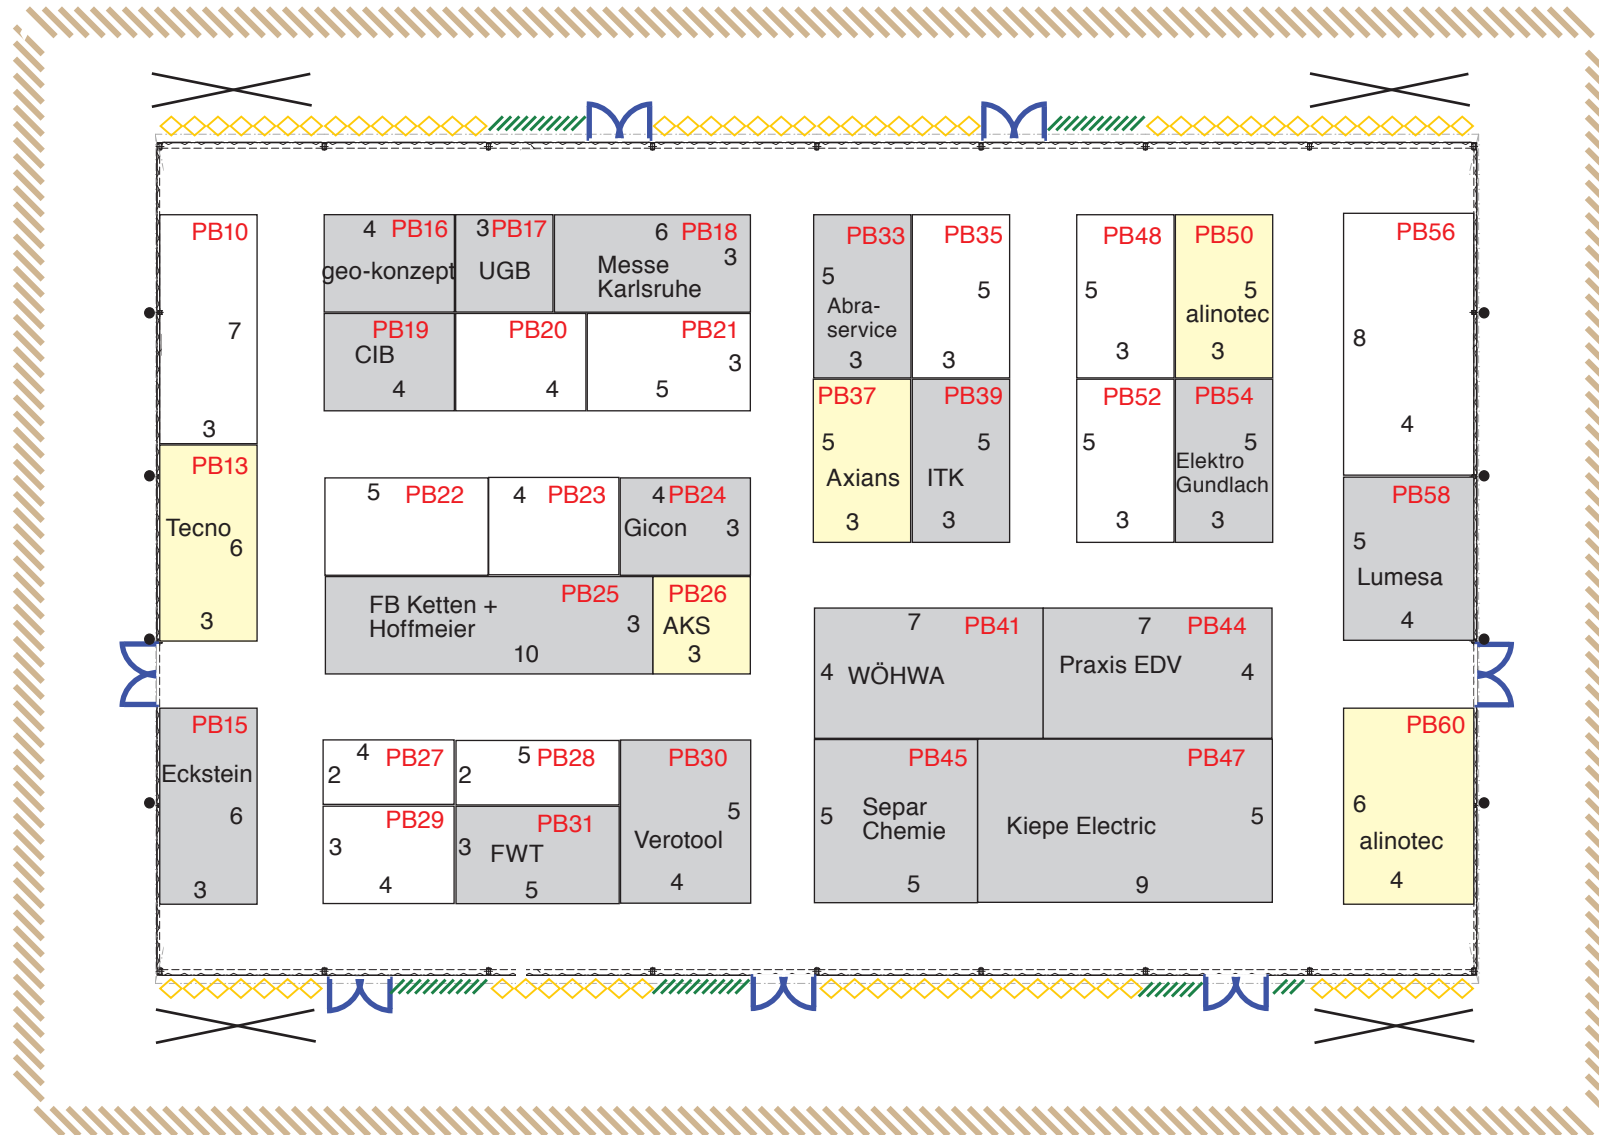 PB10
7
3
PB13
Tecno
6
3
PB15
Eckstein
6
3
4 PB16
geo-konzept
3 PB17
UGB
6 PB18
3
Messe
Karlsruhe
PB19
CIB
4
PB20
4
PB21
3
5
5 PB22
4 PB23
4 PB24
Gicon 3
PB25
FB Ketten +
Hoffmeier
3
10
PB26
AKS
3
4
PB27
2
5 PB28
2
PB29
3
4
PB31
3
FWT
5
PB30
5
Verotool
4
PB33
5
Abra-
service
3
PB35
5
3
PB37
5
Axians
3
PB39
5
ITK
3
PB48
5
3
PB50
5
alinotec
3
PB52
5
3
PB54
5
Elektro
Gundlach
3
7 PB41
4 WÖHWA
7 PB44
Praxis EDV
4
PB45
Separ
5
Chemie
5
PB47
Kiepe Electric 5
9
PB56
8
4
PB58
5
Lumesa
4
PB60
6
alinotec
4